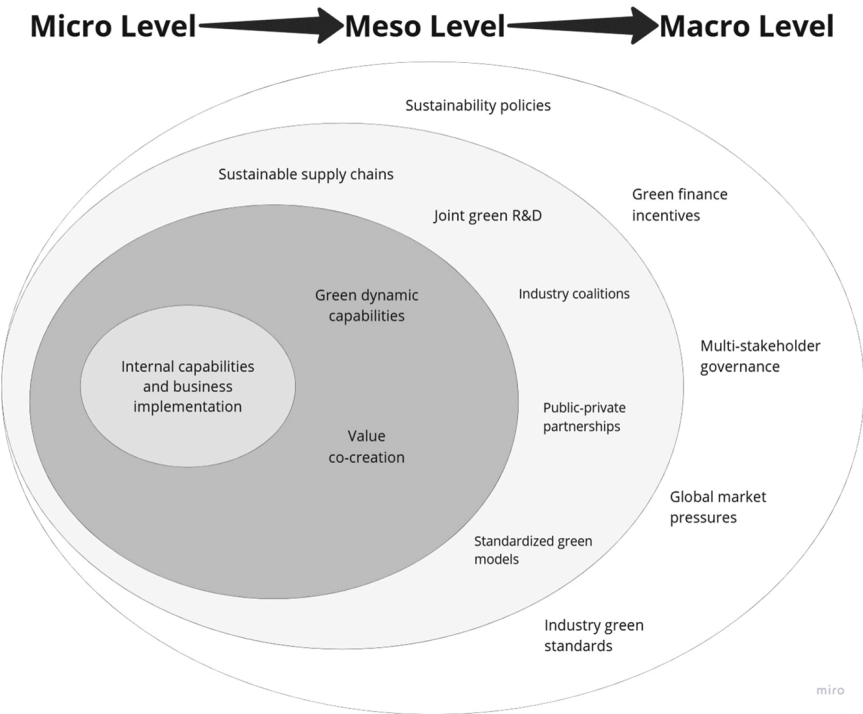 Micro Level Meso Level Macro Level
Sustainability policies
Sustainable supply chains
Green finance
incentives
Joint green R&D
Green dynamic
capabilities
Industry coalitions
Internal capabilities
and business
implementation
Multi-stakeholder
governance
Public-private
partnerships
Value
co-creation
Global market
pressures
Standardized green
models
Industry green
standards
miro